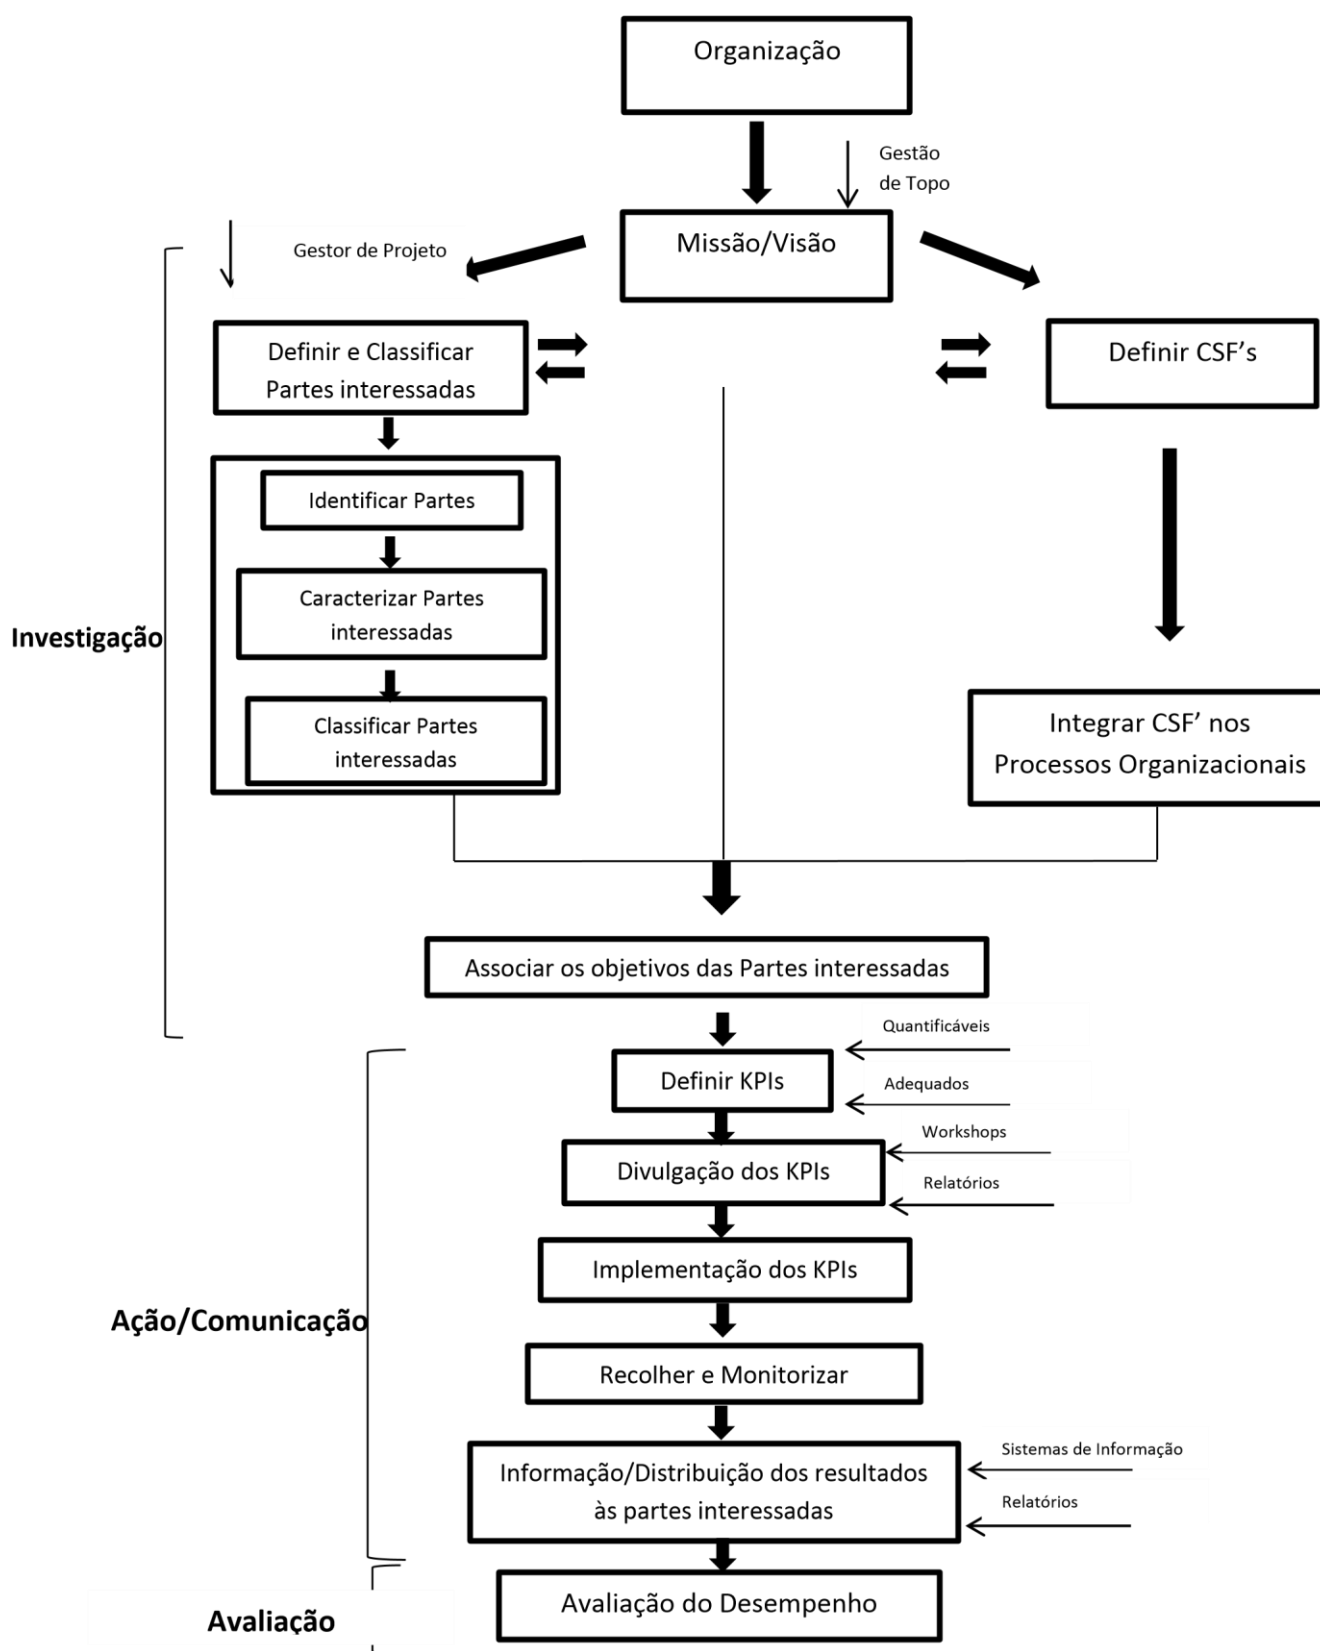 Organização
Gestão
de Topo
Missão/Visão
Gestor de Projeto
Definir e Classificar
Partes interessadas
Definir CSF’s
Identificar Partes
Caracterizar Partes
interessadas
Investigação
Classificar Partes
interessadas
Integrar CSF’ nos
Processos Organizacionais
Associar os objetivos das Partes interessadas
Quantificáveis
Definir KPIs
Adequados
Workshops
Divulgação dos KPIs
Relatórios
Implementação dos KPIs
Ação/Comunicação
Recolher e Monitorizar
Sistemas de Informação
Informação/Distribuição dos resultados
às partes interessadas
Relatórios
Avaliação do Desempenho
Avaliação